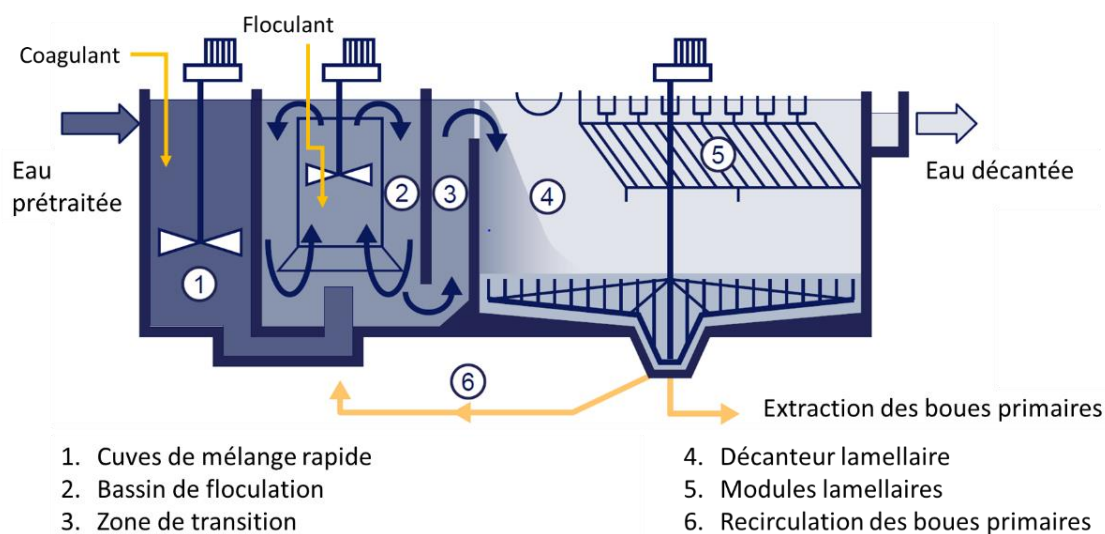 Floculant
Coagulant
Eau
prétraitée
1
2
3
4
5
Eau décantée
6
Extraction des boues primaires
1. Cuves de mélange rapide
2. Bassin de floculation
3. Zone de transition
4. Décanteur lamellaire
5. Modules lamellaires
6. Recirculation des boues primaires